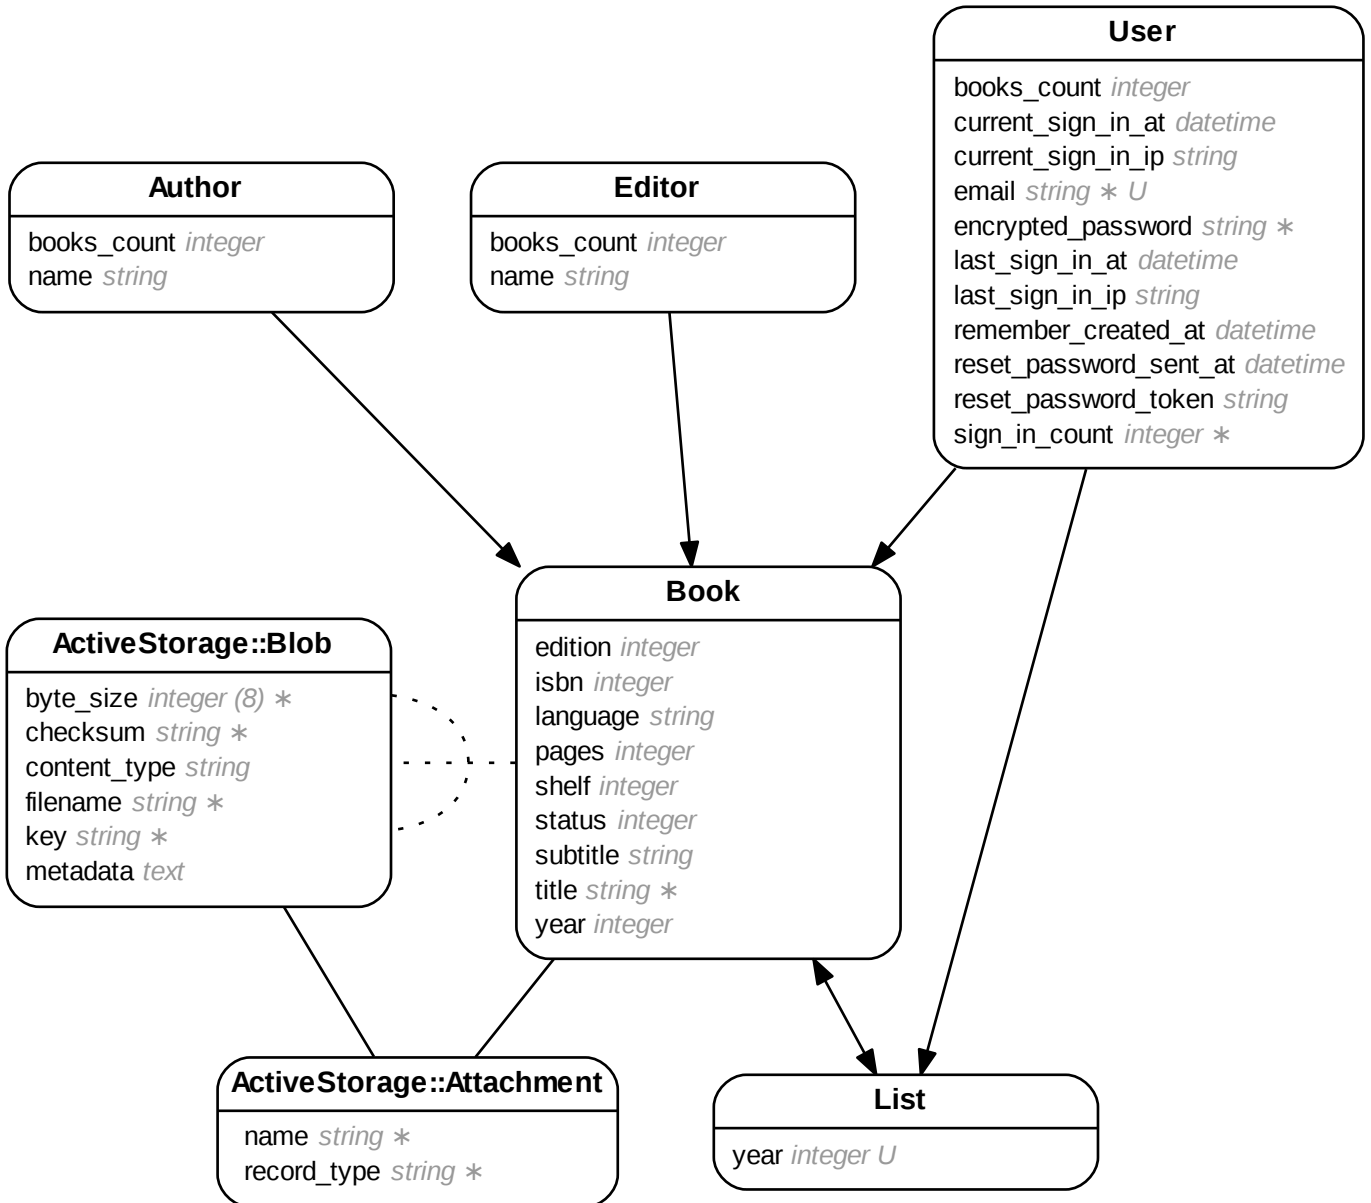 User
books_count integer
current_sign_in_at datetime
current_sign_in_ip string
email string ∗ U
encrypted_password string ∗
last_sign_in_at datetime
last_sign_in_ip string
remember_created_at datetime
reset_password_sent_at datetime
reset_password_token string
sign_in_count integer ∗
Author
books_count integer
name string
Editor
books_count integer
name string
Book
edition integer
isbn integer
language string
pages integer
shelf integer
status integer
subtitle string
title string ∗
year integer
ActiveStorage::Blob
byte_size integer (8) ∗
checksum string ∗
content_type string
filename string ∗
key string ∗
metadata text
ActiveStorage::Attachment
name string ∗
record_type string ∗
List
year integer U